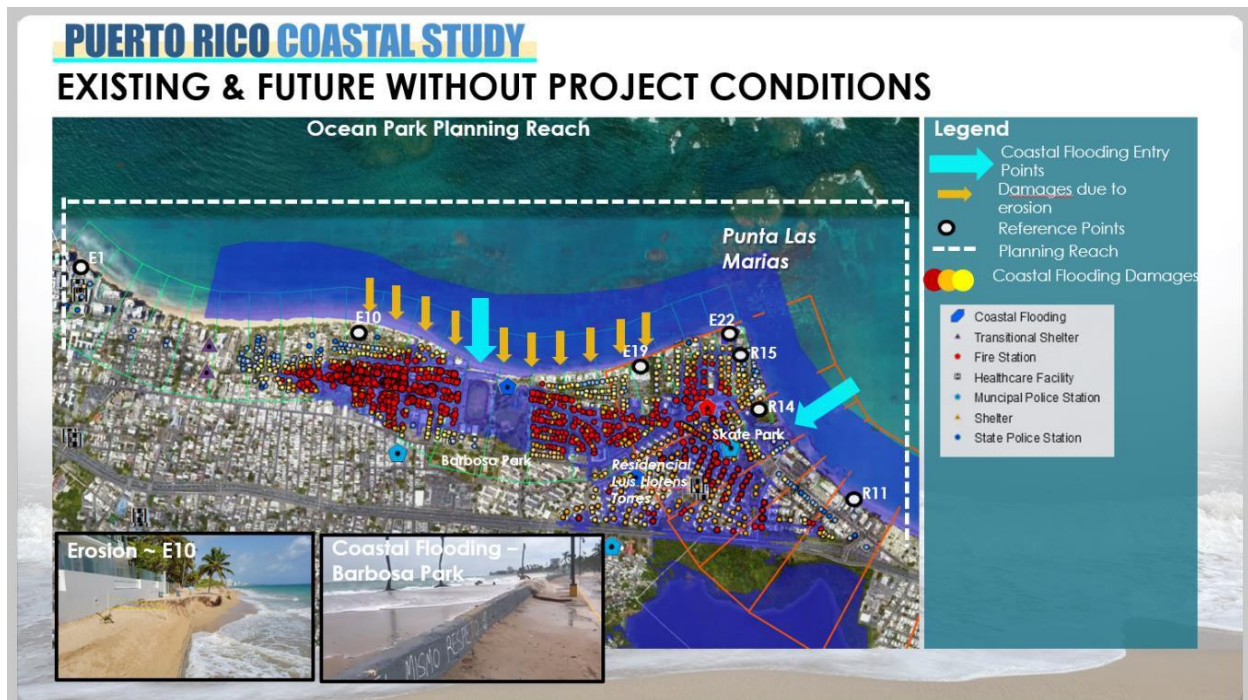 PUERTO RICO COASTAL STUDY
EXISTING & FUTURE WITHOUT PROJECT CONDITIONS
Ocean Park Planning Reach
Punta Las
Marias
E1
E10
E19
E22
R15
R14
R11
Skate Park
Barbosa Park
Residencial
Luis Llorens
Torres
Erosion ~ E10
Coastal Flooding –
Barbosa Park
MISMO
Legend
Coastal Flooding Entry
Points
Damages due to
erosion
Reference Points
Planning Reach
Coastal Flooding Damages
Coastal Flooding
Transitional Shelter
Fire Station
Healthcare Facility
Muncipal Police Station
Shelter
State Police Station